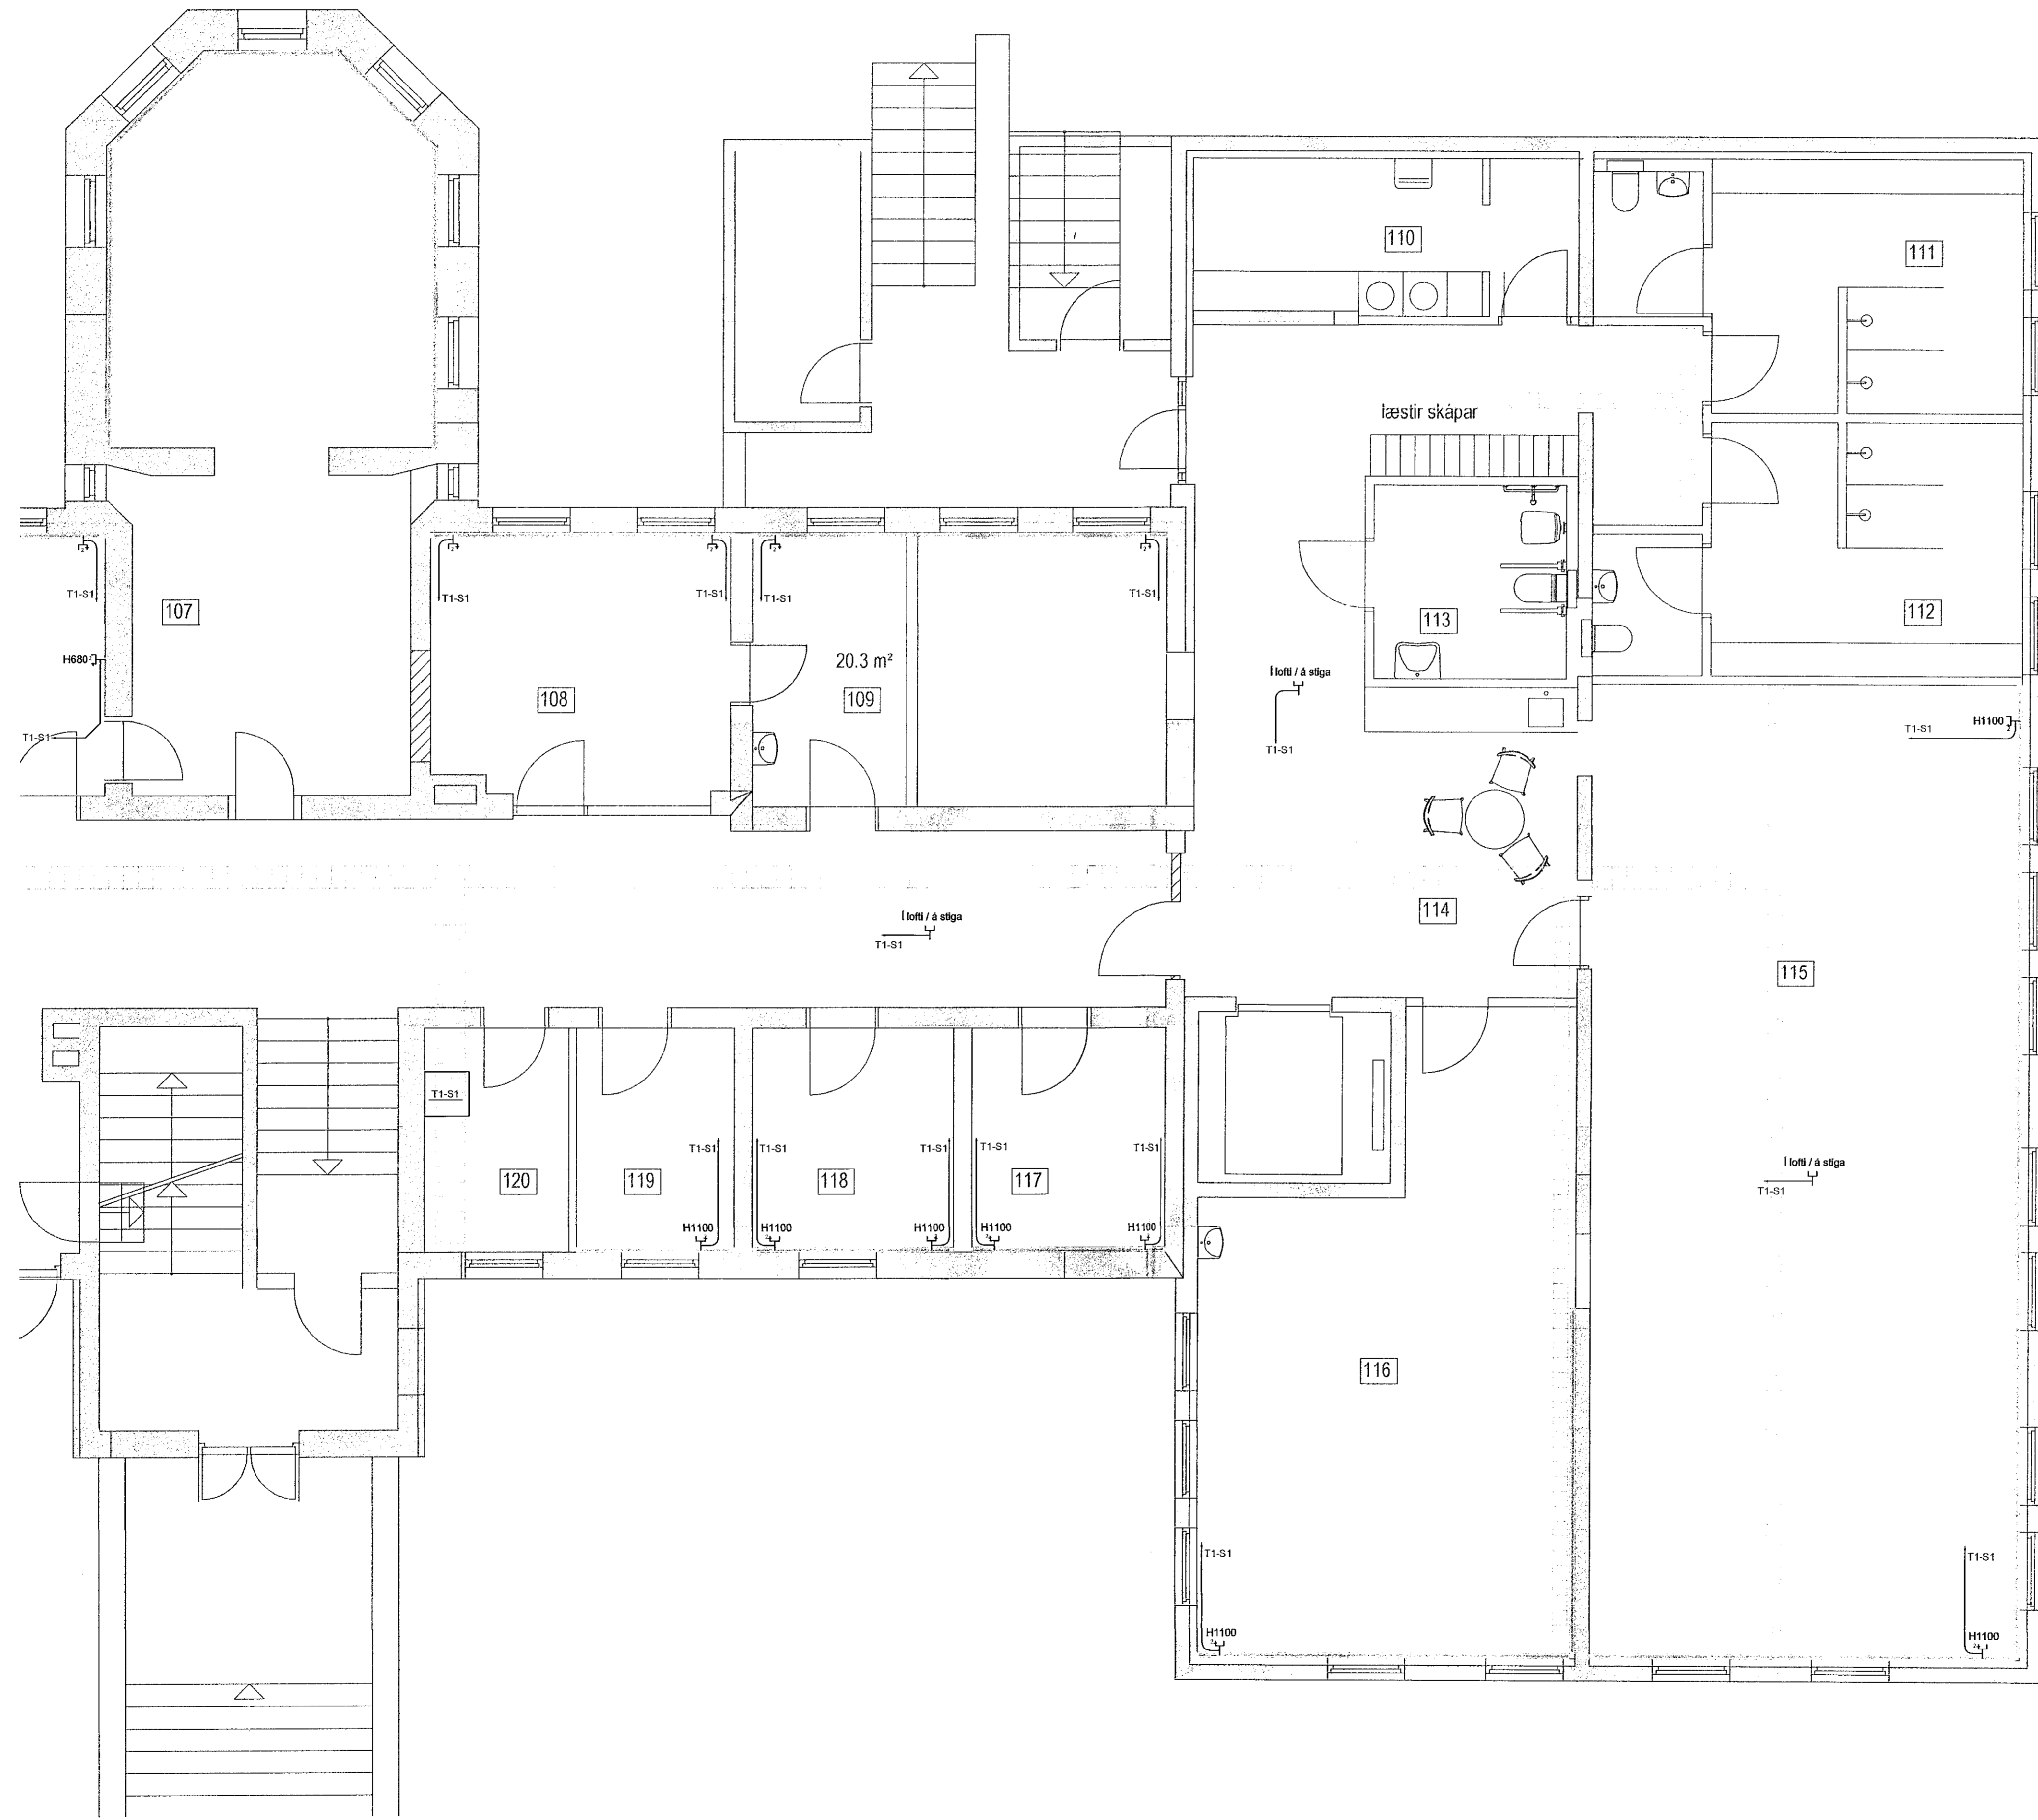 110
111
læstir skápar
T1-S1
T1-S1
T1-S1
T1-S1
T1-S1
107
113
112
H680
20.3 m²
Í lofti / á stiga
108
109
T1-S1
T1-S1
H1100
T1-S1
114
Í lofti / á stiga
T1-S1
115
T1-S1
T1-S1
T1-S1
T1-S1
T1-S1
T1-S1
120
119
118
117
Í lofti / á stiga
T1-S1
H1100
H1100
H1100
H1100
H1100
116
T1-S1
T1-S1
H1100
H1100